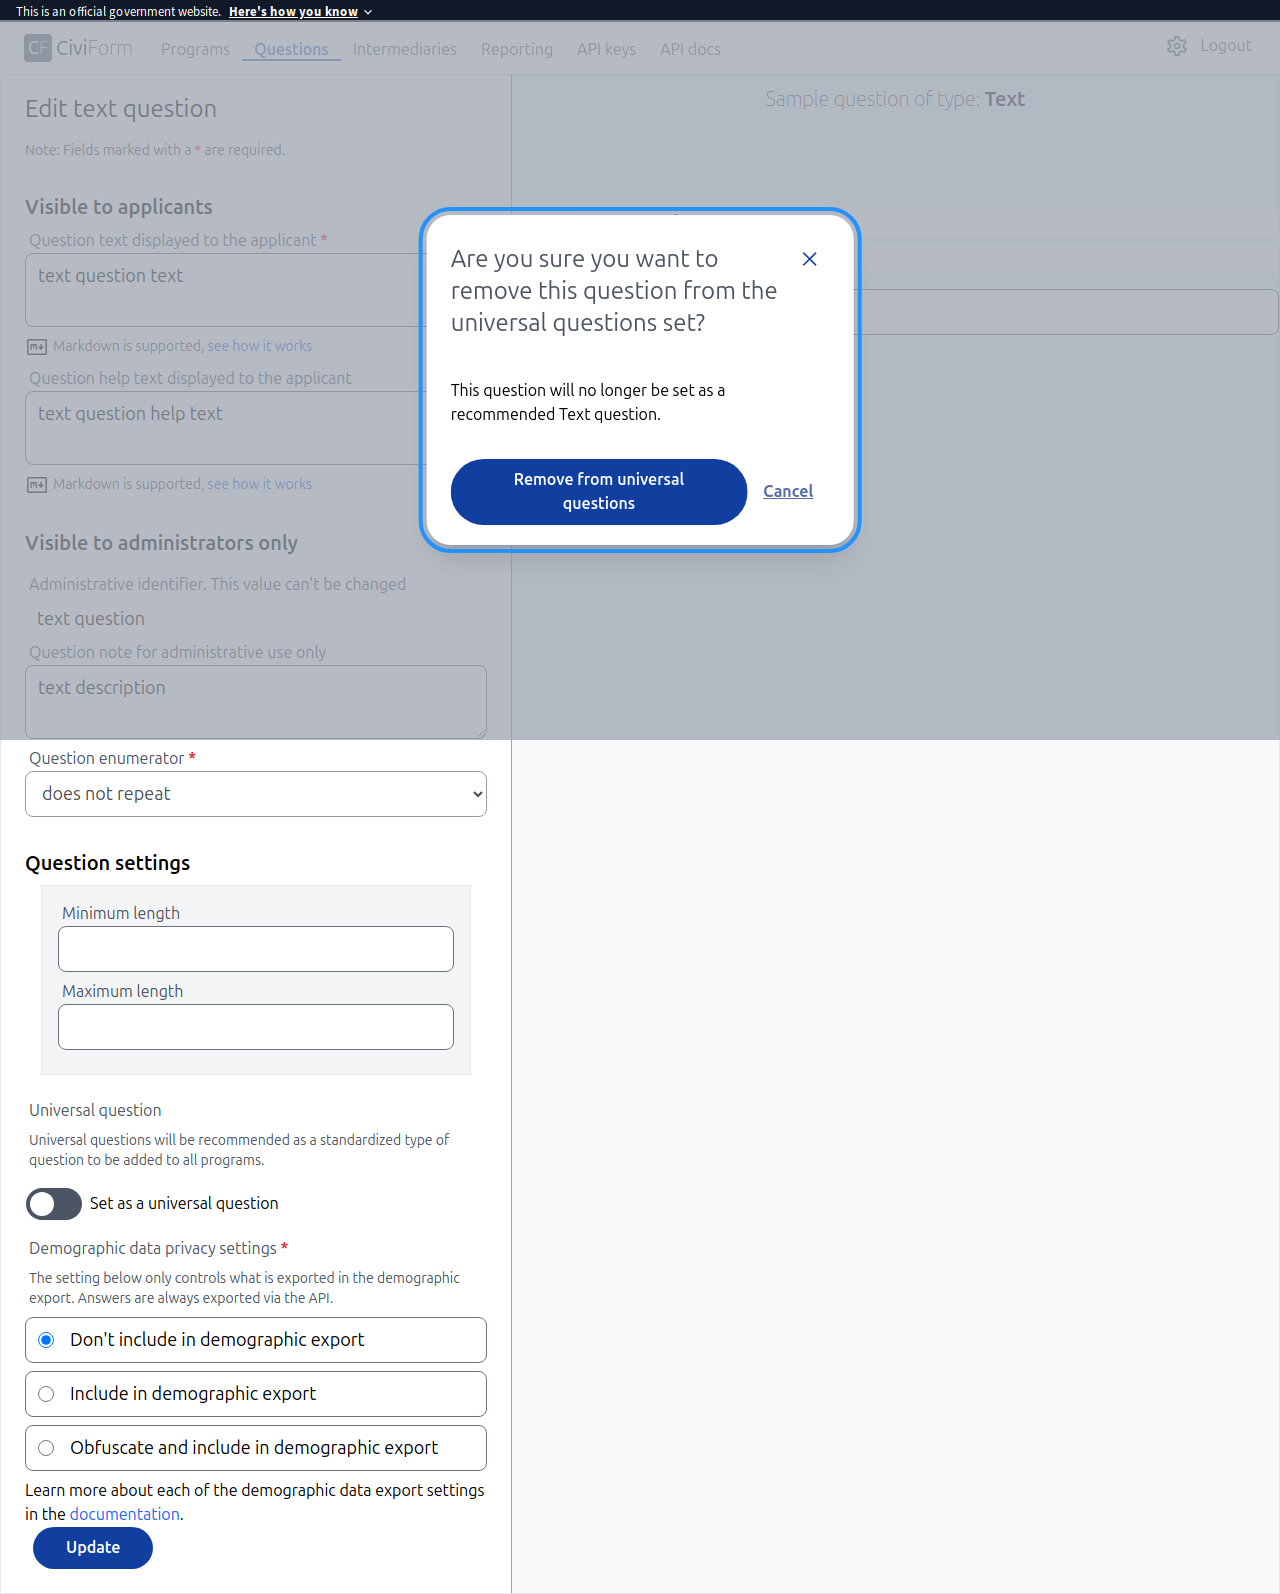 This is an official government website. Here's how you know
CF CiviForm Programs Questions Intermediaries Reporting API keys API docs Logout
Edit text question
Note: Fields marked with a * are required.
Visible to applicants
Question text displayed to the applicant *
text question text
Markdown is supported, see how it works
Question help text displayed to the applicant
text question help text
Markdown is supported, see how it works
Visible to administrators only
Administrative identifier. This value can't be changed
text question
Question note for administrative use only
text description
Question enumerator *
does not repeat
Question settings
Minimum length
Maximum length
Universal question
Universal questions will be recommended as a standardized type of
question to be added to all programs.
Set as a universal question
Demographic data privacy settings *
The setting below only controls what is exported in the demographic
export. Answers are always exported via the API.
Don't include in demographic export
Include in demographic export
Obfuscate and include in demographic export
Learn more about each of the demographic data export settings
in the documentation.
Update
Sample question of type: Text
Are you sure you want to
remove this question from the
universal questions set?
This question will no longer be set as a
recommended Text question.
Remove from universal
questions
Cancel